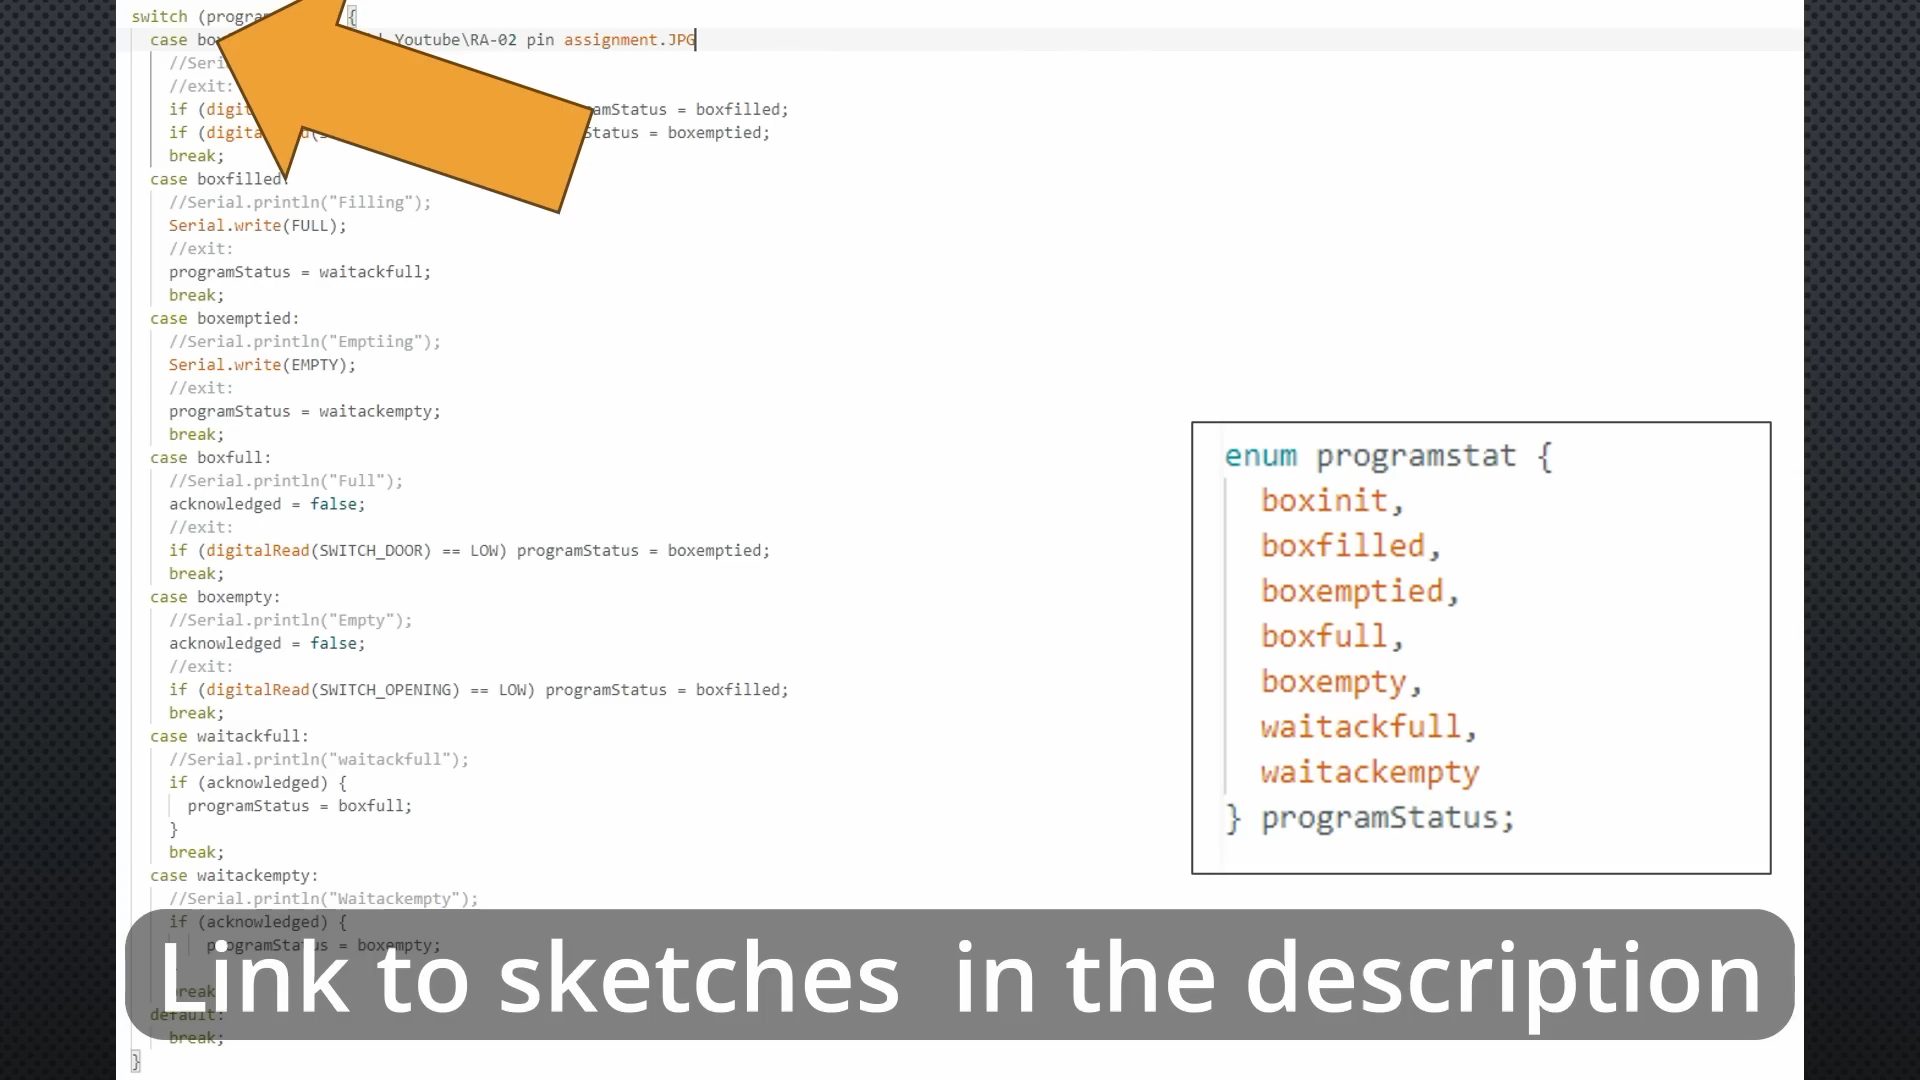 switch (progra {
case bo Youtube\RA-02 pin assignment.JPG
//Seri
//exit:
if (digit amStatus = boxfilled;
if (digita Status = boxemptied;
break;
case boxfilled:
//Serial.println("Filling");
Serial.write(FULL);
//exit:
programStatus = waitackfull;
break;
case boxemptied:
//Serial.println("Emptiing");
Serial.write(EMPTY);
//exit:
programStatus = waitackempty;
break;
case boxfull:
//Serial.println("Full");
acknowledged = false;
//exit:
if (digitalRead(SWITCH_DOOR) == LOW) programStatus = boxemptied;
break;
case boxempty:
//Serial.println("Empty");
acknowledged = false;
//exit:
if (digitalRead(SWITCH_OPENING) == LOW) programStatus = boxfilled;
break;
case waitackfull:
//Serial.println("waitackfull");
if (acknowledged) {
programStatus = boxfull;
}
break;
case waitackempty:
//Serial.println("Waitackempty");
if (acknowledged) {
programStatus = boxempty;
break
default:
break;
}
enum programstat {
boxinit,
boxfilled,
boxemptied,
boxfull,
boxempty,
waitackfull,
waitackempty
} programStatus;
Link to sketches in the description